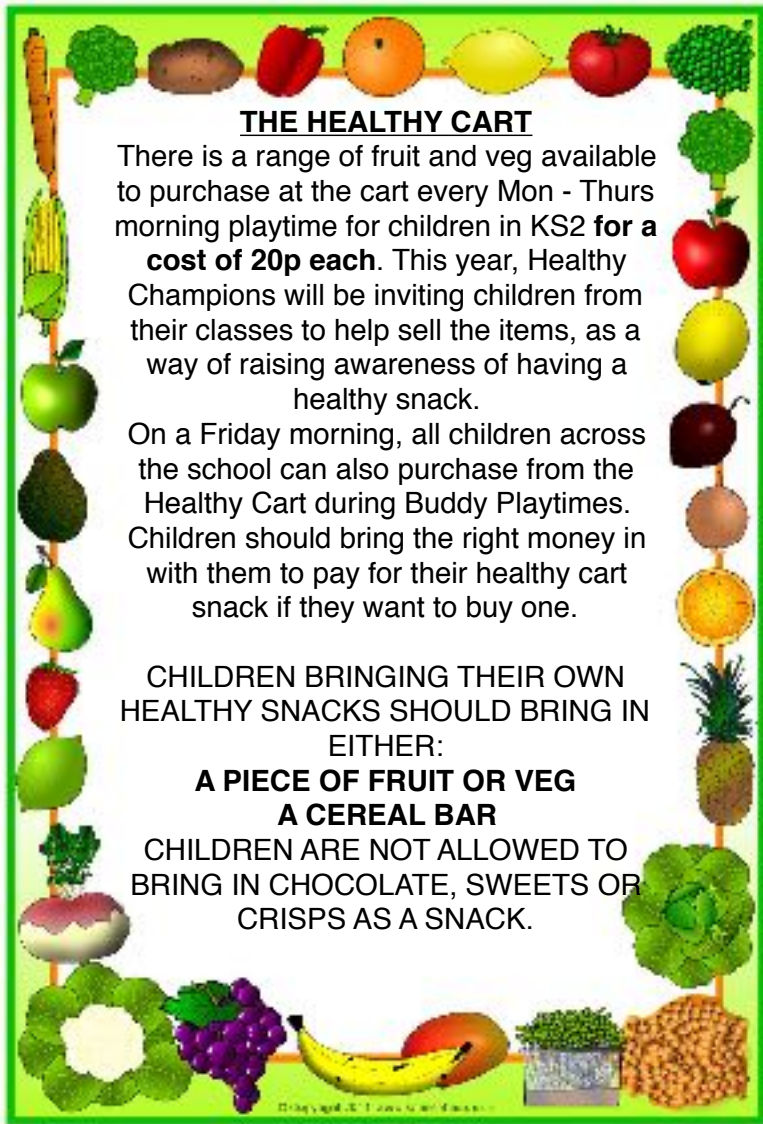 THE HEALTHY CART
There is a range of fruit and veg available
to purchase at the cart every Mon - Thurs
morning playtime for children in KS2 for a
cost of 20p each. This year, Healthy
Champions will be inviting children from
their classes to help sell the items, as a
way of raising awareness of having a
healthy snack.
On a Friday morning, all children across
the school can also purchase from the
Healthy Cart during Buddy Playtimes.
Children should bring the right money in
with them to pay for their healthy cart
snack if they want to buy one.
CHILDREN BRINGING THEIR OWN
HEALTHY SNACKS SHOULD BRING IN
EITHER:
A PIECE OF FRUIT OR VEG
A CEREAL BAR
CHILDREN ARE NOT ALLOWED TO
BRING IN CHOCOLATE, SWEETS OR
CRISPS AS A SNACK.